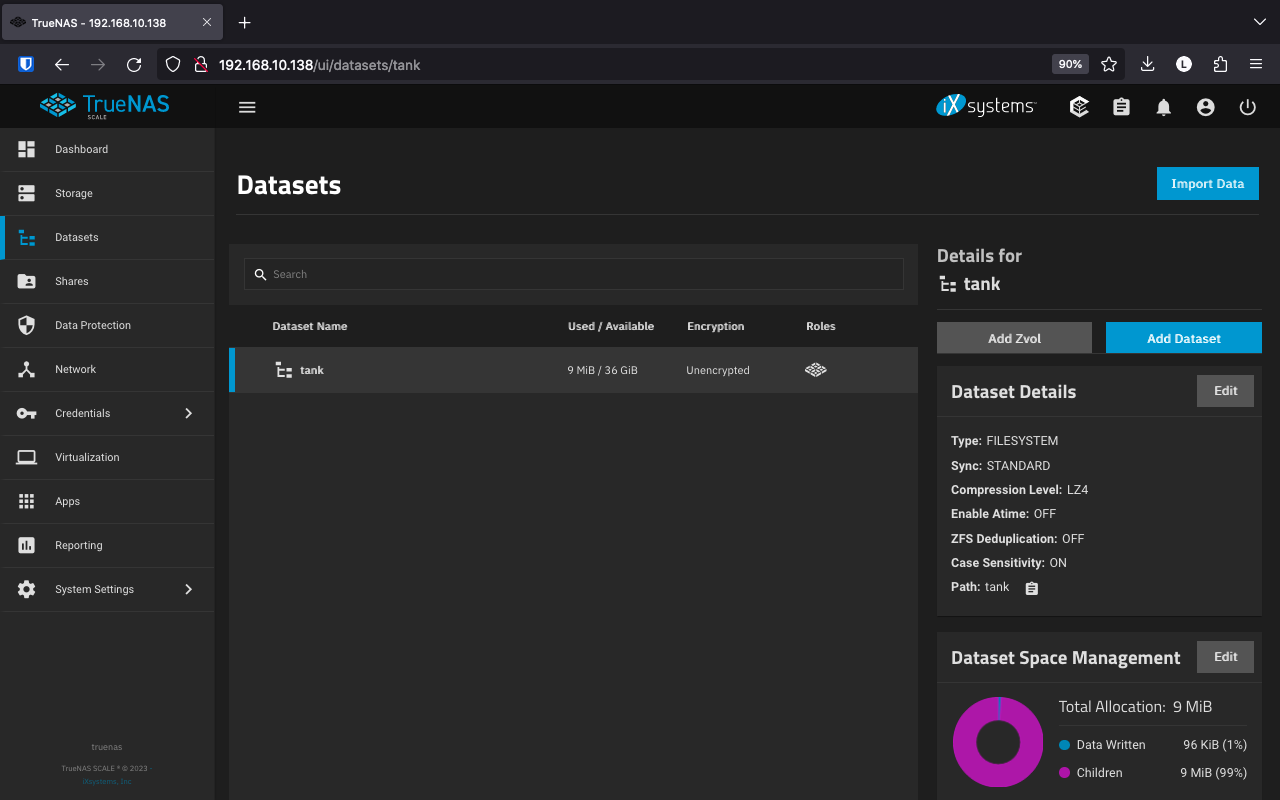 TrueNAS - 192.168.10.138
192.168.10.138/ui/datasets/tank
90%
L
TrueNAS
SCALE
iXsystems™
Dashboard
Storage
Datasets
Shares
Data Protection
Network
Credentials
Virtualization
Apps
Reporting
System Settings
truenas
TrueNAS SCALE ® © 2023 -
iXsystems, Inc
Datasets
Import Data
Search
Dataset Name Used / Available Encryption Roles
tank 9 MiB / 36 GiB Unencrypted
Details for
tank
Add Zvol Add Dataset
Dataset Details Edit
Type: FILESYSTEM
Sync: STANDARD
Compression Level: LZ4
Enable Atime: OFF
ZFS Deduplication: OFF
Case Sensitivity: ON
Path: tank
Dataset Space Management Edit
Total Allocation: 9 MiB
Data Written 96 KiB (1%)
Children 9 MiB (99%)